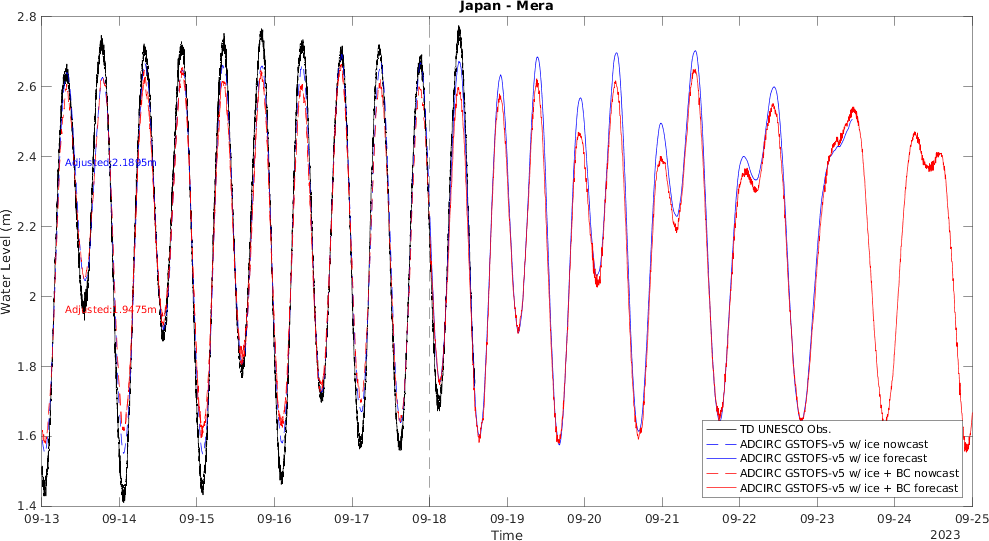 Japan - Mera
2.8
2.6
2.4
2.2
2
1.8
1.6
1.4
Water Level (m)
Adjusted:2.1895m
Adjusted:1.9475m
TD UNESCO Obs.
ADCIRC GSTOFS-v5 w/ ice nowcast
ADCIRC GSTOFS-v5 w/ ice forecast
ADCIRC GSTOFS-v5 w/ ice + BC nowcast
ADCIRC GSTOFS-v5 w/ ice + BC forecast
09-13 09-14 09-15 09-16 09-17 09-18 09-19 09-20 09-21 09-22 09-23 09-24 09-25
Time
2023